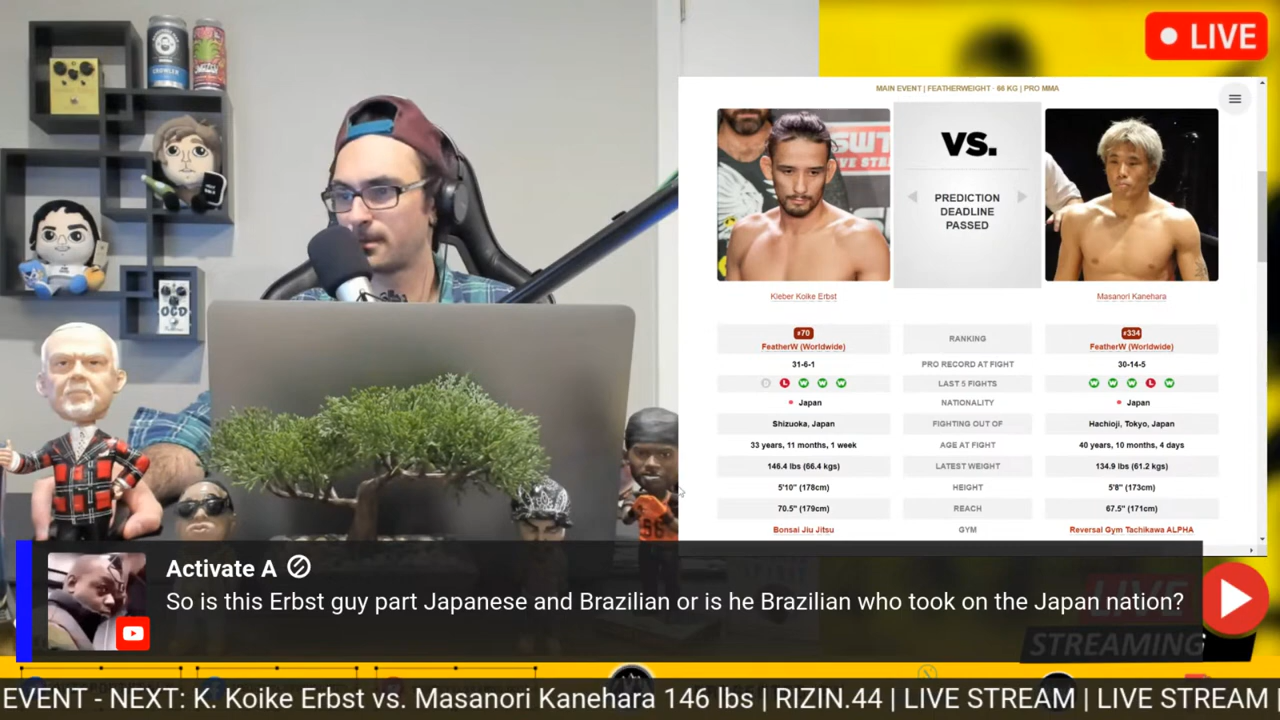 LIVE
MAIN EVENT | FEATHERWEIGHT · 66 KG | PRO MMA
VS.
PREDICTION
DEADLINE
PASSED
Kleber Koike Erbst
Masanori Kanehara
#70
FeatherW (Worldwide)
RANKING
#334
FeatherW (Worldwide)
31-6-1
PRO RECORD AT FIGHT
30-14-5
L W W W
LAST 5 FIGHTS
W W W L W
Japan
NATIONALITY
Japan
Shizuoka, Japan
FIGHTING OUT OF
Hachioji, Tokyo, Japan
33 years, 11 months, 1 week
AGE AT FIGHT
40 years, 10 months, 4 days
146.4 lbs (66.4 kgs)
LATEST WEIGHT
134.9 lbs (61.2 kgs)
5'10" (178cm)
HEIGHT
5'8" (173cm)
70.5" (179cm)
REACH
67.5" (171cm)
Bonsai Jiu Jitsu
GYM
Reversal Gym Tachikawa ALPHA
OCD
Activate A
So is this Erbst guy part Japanese and Brazilian or is he Brazilian who took on the Japan nation?
LIVE
STREAMING
EVENT - NEXT: K. Koike Erbst vs. Masanori Kanehara 146 lbs | RIZIN.44 | LIVE STREAM | LIVE STREAM |